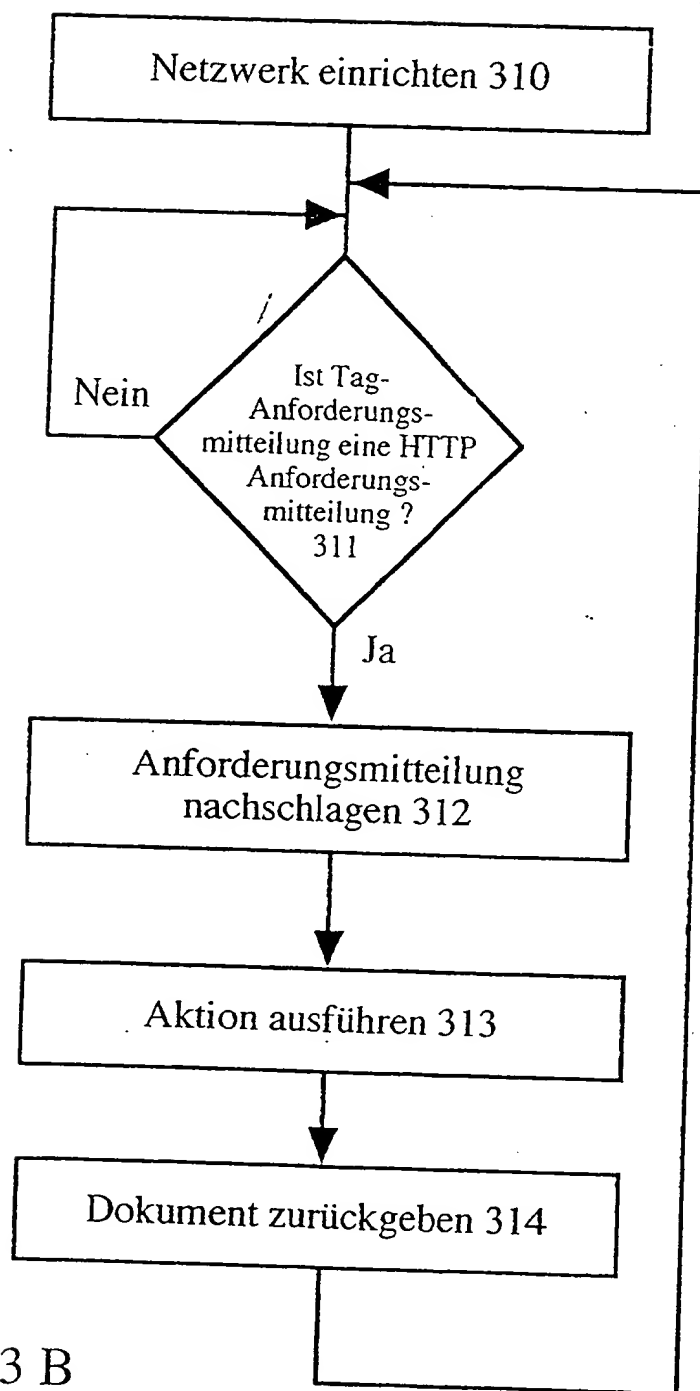 Netzwerk einrichten 310
Nein
Ist Tag-
Anforderungs-
mitteilung eine HTTP
Anforderungs-
mitteilung ?
311
Ja
Anforderungsmitteilung
nachschlagen 312
Aktion ausführen 313
Dokument zurückgeben 314
3 B